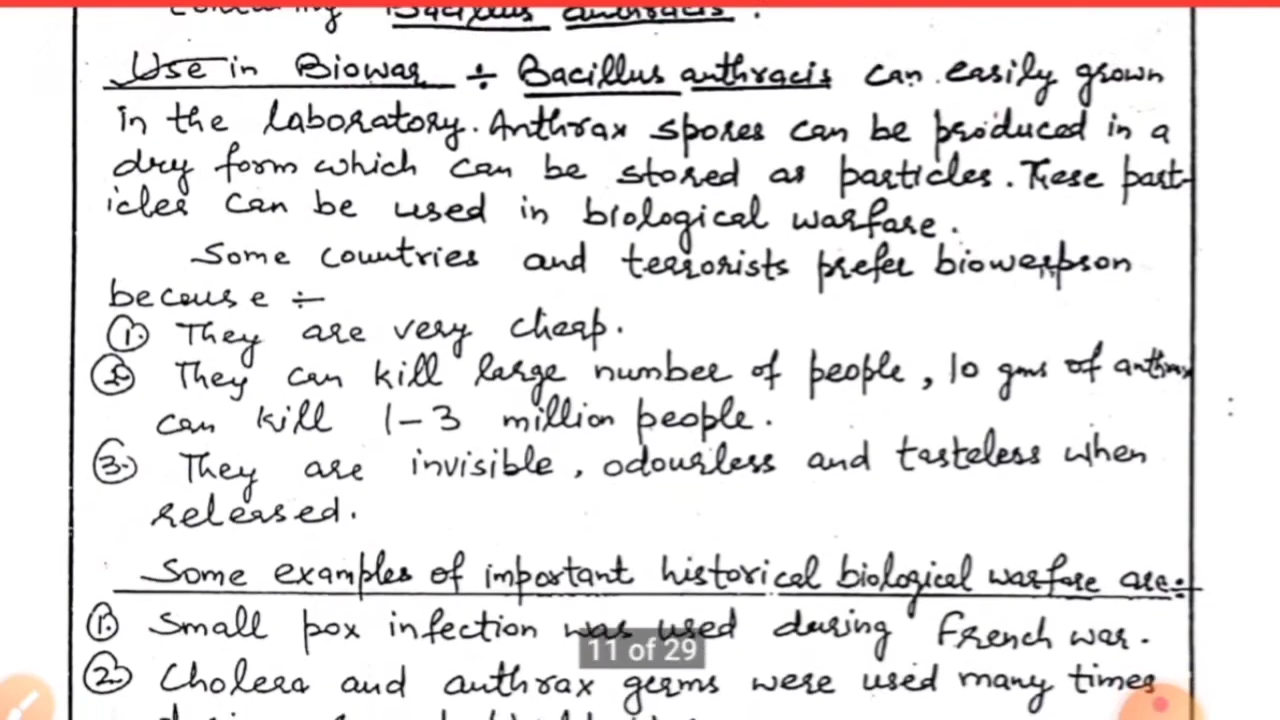 Bacillus anthracis.
Use in Biowar ÷ Bacillus anthracis can easily grown
in the laboratory. Anthrax spores can be produced in a
dry form which can be stored as particles. These part-
icles can be used in biological warfare.
Some countries and terrorists prefer
because ÷
1. They are very cheap.
2. They can kill large number of people, 10 gms of
can kill 1-3 million people.
3. They are invisible, odourless and tasteless when
released.
Some examples of important historical biological warfare are:-
1. Small pox infection was used during French war.
11 of 29
2. Cholera and anthrax germs were used many times